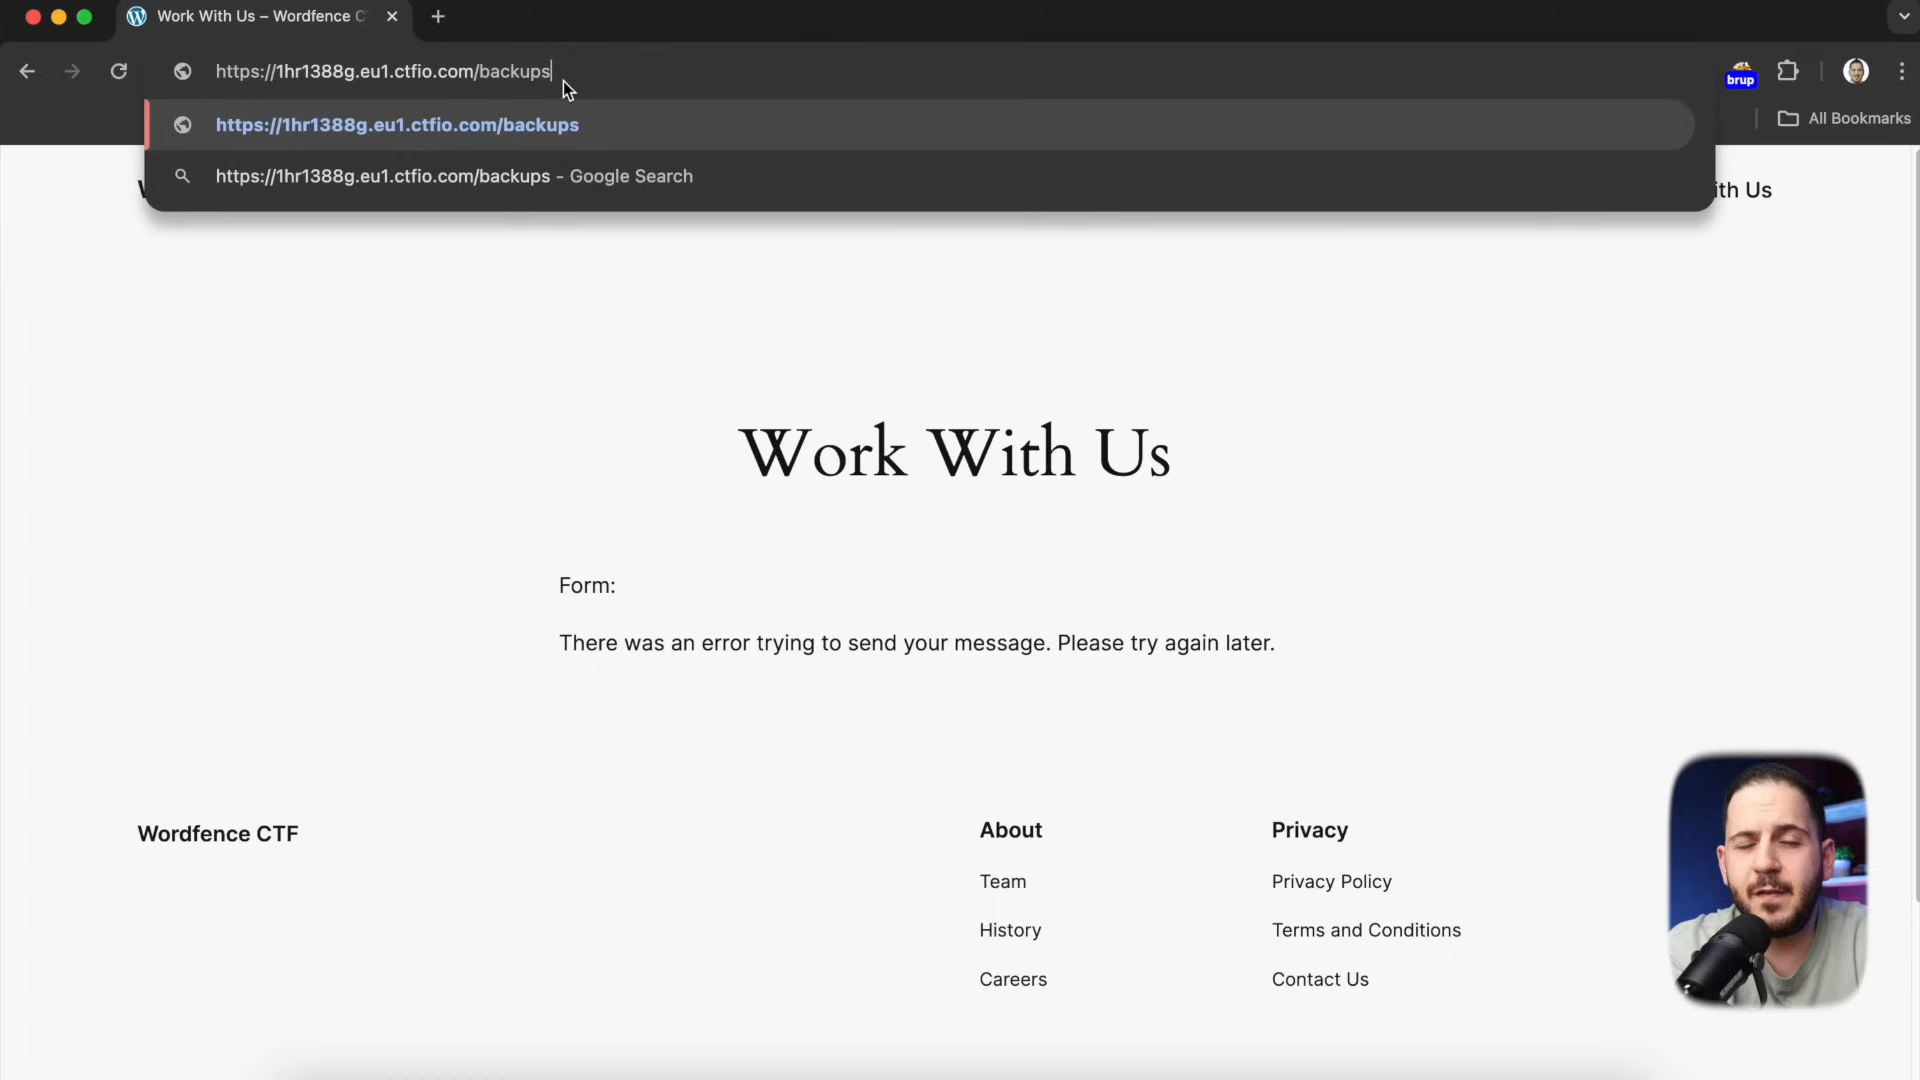 Work With Us – Wordfence C
https://1hr1388g.eu1.ctfio.com/backups
brup
https://1hr1388g.eu1.ctfio.com/backups
All Bookmarks
https://1hr1388g.eu1.ctfio.com/backups – Google Search
ith Us
Work With Us
Form:
There was an error trying to send your message. Please try again later.
Wordfence CTF
About
Team
History
Careers
Privacy
Privacy Policy
Terms and Conditions
Contact Us